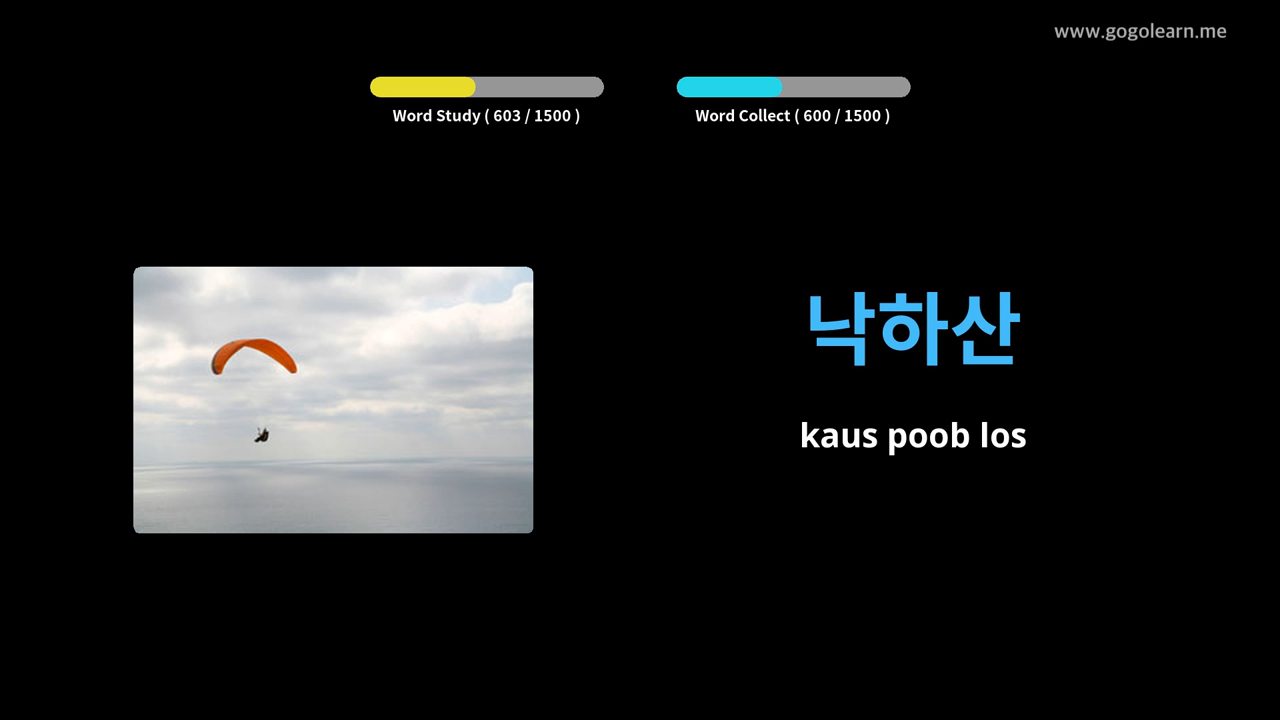 www.gogolearn.me
Word Study ( 603 / 1500 )
Word Collect ( 600 / 1500 )
낙하산
kaus poob los